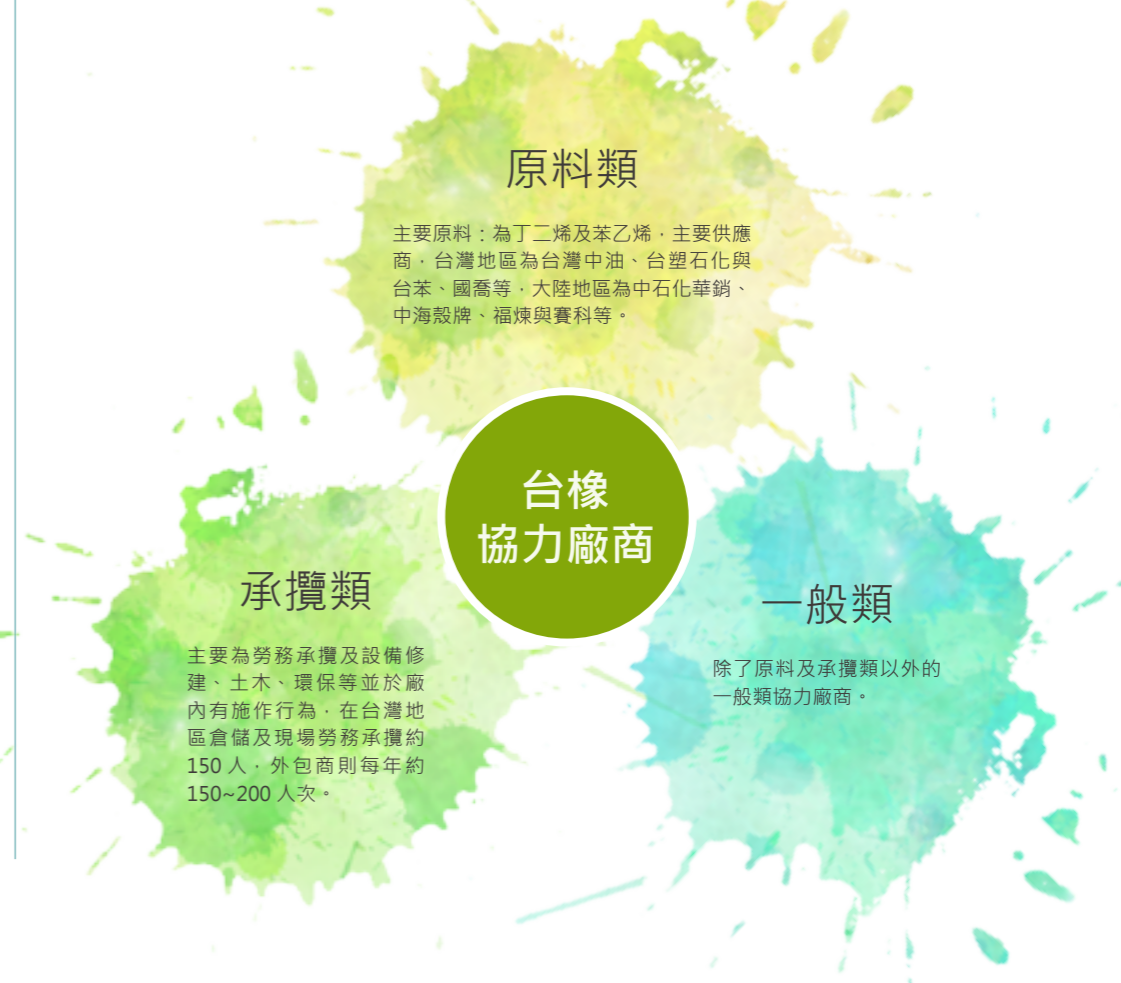 原料類
主要原料：為丁二烯及苯乙烯，主要供應
商，台灣地區為台灣中油、台塑石化與
台苯、國喬等，大陸地區為中石化華銷、
中海殼牌、福煉與賽科等。
台橡
協力廠商
承攬類
主要為勞務承攬及設備修
建、土木、環保等並於廠
內有施作行為，在台灣地
區倉儲及現場勞務承攬約
150 人，外包商則每年約
150~200 人次。
一般類
除了原料及承攬類以外的
一般類協力廠商。